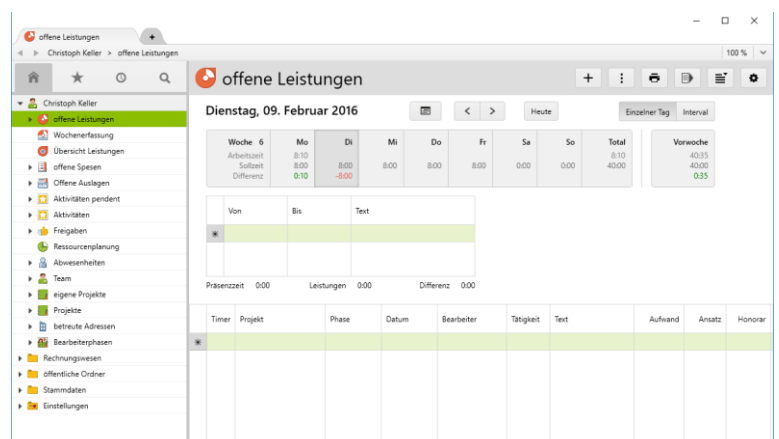 offene Leistungen
Christoph Keller > offene Leistungen
100 %
offene Leistungen
Christoph Keller
offene Leistungen
Wochenerfassung
Übersicht Leistungen
offene Spesen
Offene Auslagen
Aktivitäten pendent
Aktivitäten
Freigaben
Ressourcenplanung
Abwesenheiten
Team
eigene Projekte
Projekte
betreute Adressen
Bearbeiterphasen
Rechnungswesen
öffentliche Ordner
Stammdaten
Einstellungen
Dienstag, 09. Februar 2016 Heute Einzelner Tag Interval
Woche 6 Mo Di Mi Do Fr Sa So Total Vorwoche
Arbeitszeit 8:10 8:10 40:35
Sollzeit 8:00 8:00 8:00 8:00 8:00 0:00 0:00 40:00 40:00
Differenz 0:10 -8:00 0:35
Von Bis Text
Präsenzzeit 0:00 Leistungen 0:00 Differenz 0:00
Timer Projekt Phase Datum Bearbeiter Tätigkeit Text Aufwand Ansatz Honorar